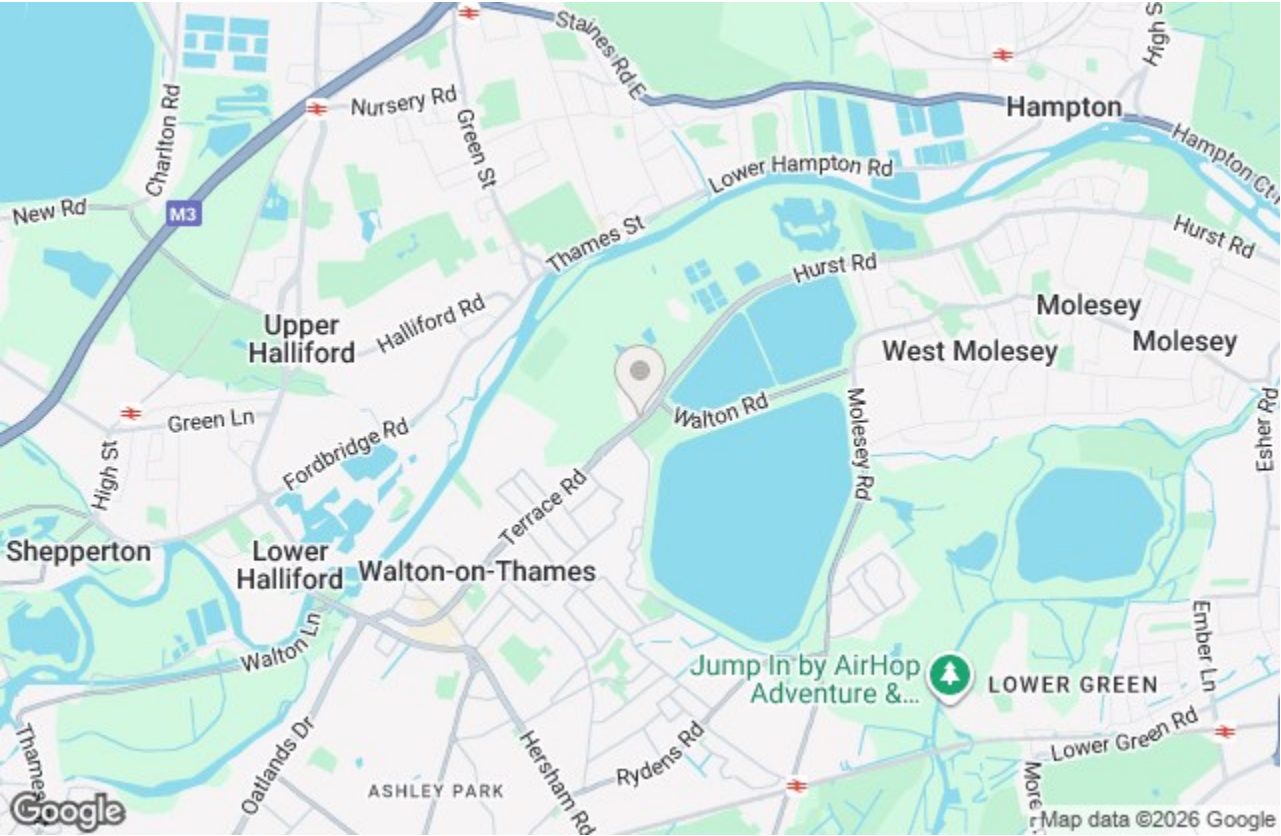 Staines Rd E
High S
Charlton Rd
Nursery Rd
Green St
Hampton
Hampton Ct
Lower Hampton Rd
New Rd
M3
Thames St
Hurst Rd
Hurst Rd
Upper
Halliford
Halliford Rd
Molesey
Molesey
West Molesey
Green Ln
Walton Rd
Molesey Rd
Esher Rd
High St
Fordbridge Rd
Terrace Rd
Shepperton
Lower
Halliford
Walton-on-Thames
Walton Ln
Ember Ln
Jump In by AirHop
Adventure &...
LOWER GREEN
Thames
Oatlands Dr
Hersham Rd
Rydens Rd
Lower Green Rd
ASHLEY PARK
More
Google
Map data ©2026 Google